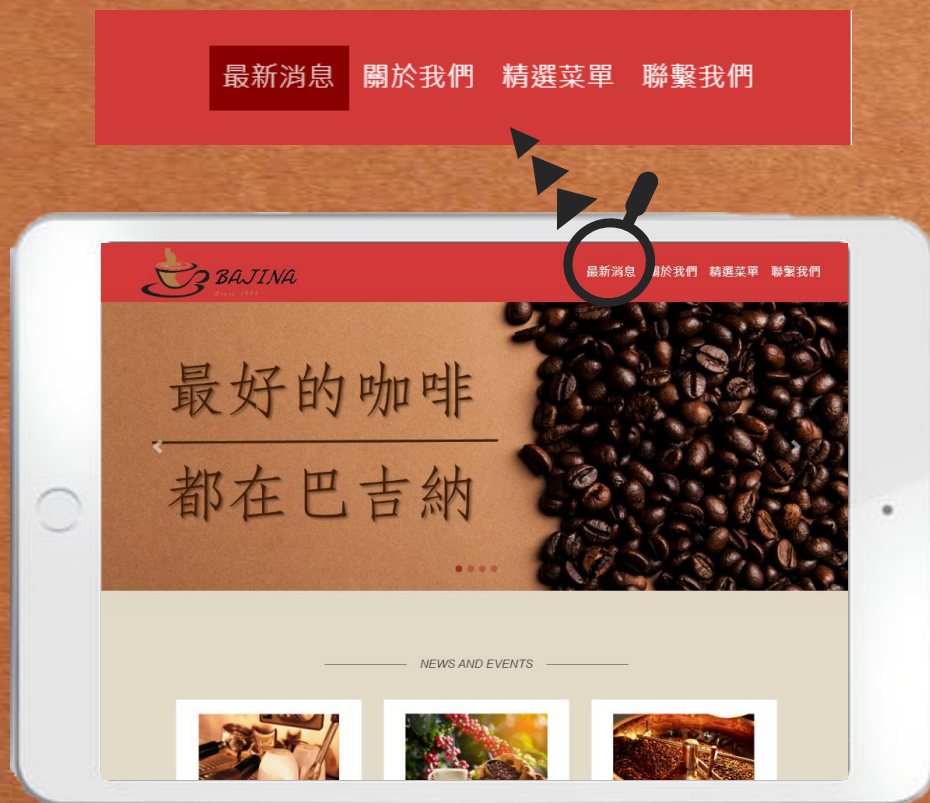 最新消息 關於我們 精選菜單 聯繫我們
BAJINA
Since 1999
最新消息 關於我們 精選菜單 聯繫我們
最好的咖啡
都在巴吉納
NEWS AND EVENTS